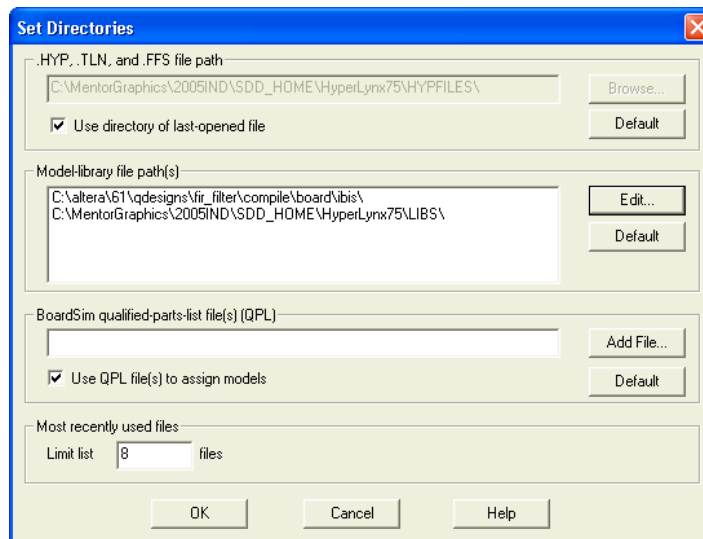 Set Directories
.HYP, .TLN, and .FFS file path
C:\MentorGraphics\2005IND\SDD_HOME\HyperLynx75\HYPFILES\
Browse...
Use directory of last-opened file
Default
Model-library file path(s)
C:\altera\61\qdesigns\fir_filter\compile\board\ibis\
C:\MentorGraphics\2005IND\SDD_HOME\HyperLynx75\LIBS\
Edit...
Default
BoardSim qualified-parts-list file(s) (QPL)
Add File...
Use QPL file(s) to assign models
Default
Most recently used files
Limit list 8 files
OK Cancel Help